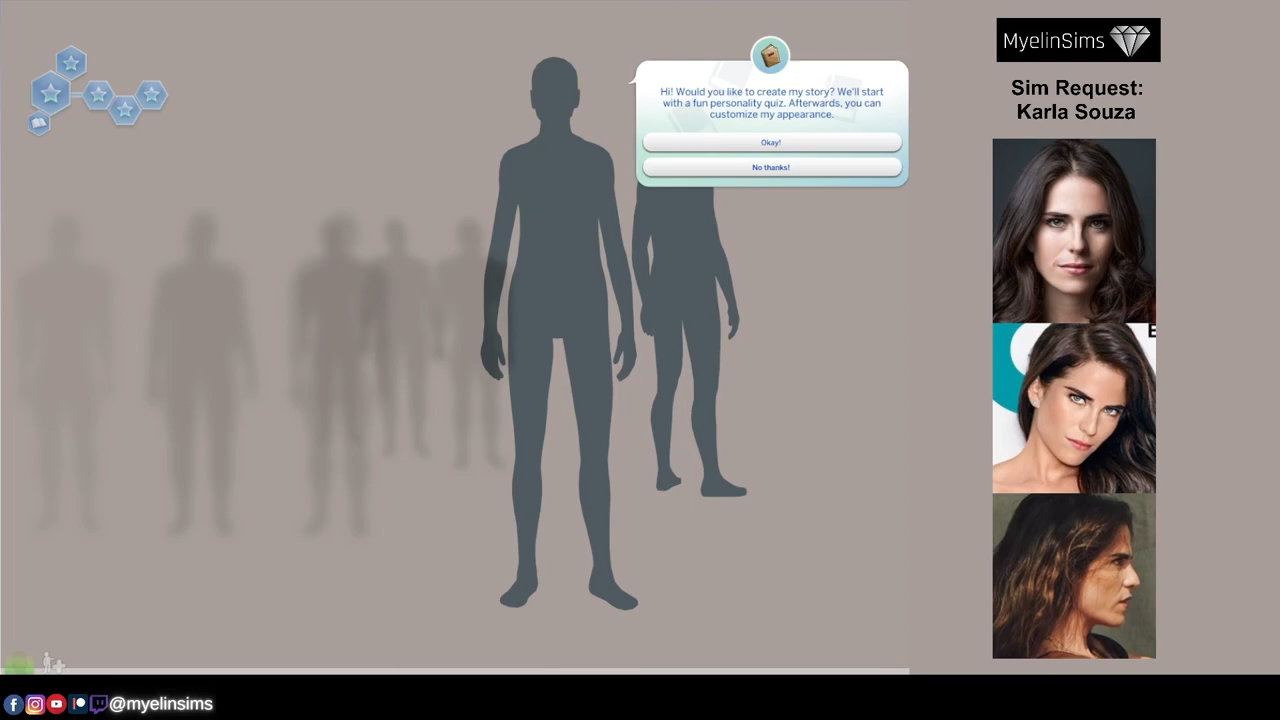 Hi! Would you like to create my story? We'll start
with a fun personality quiz. Afterwards, you can
customize my appearance.
Okay!
No thanks!
MyelinSims
Sim Request:
Karla Souza
E
@myelinsims